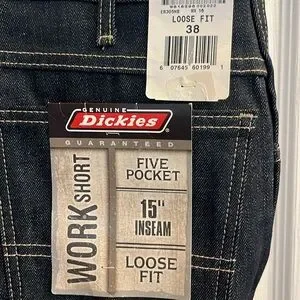 LOOSE FIT
38
6 07645 60199 1
GENUINE
Dickies
GUARANTEED
WORK SHORT
FIVE
POCKET
15"
INSEAM
LOOSE
FIT